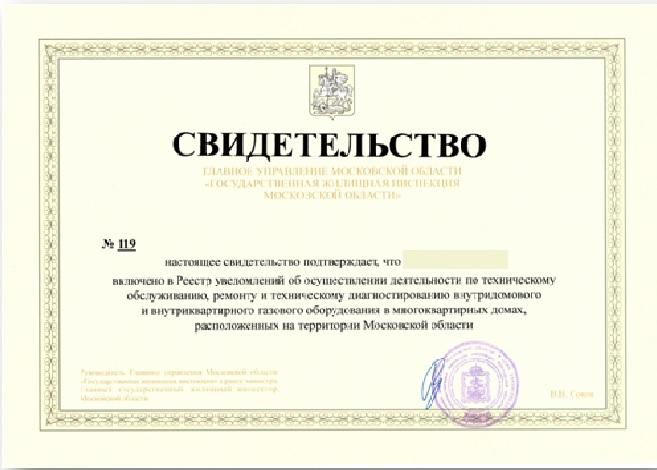 СВИДЕТЕЛЬСТВО
ГЛАВНОЕ УПРАВЛЕНИЕ МОСКОВСКОЙ ОБЛАСТИ
«ГОСУДАРСТВЕННАЯ ЖИЛИЩНАЯ ИНСПЕКЦИЯ
МОСКОВСКОЙ ОБЛАСТИ»
№ 119
настоящее свидетельство подтверждает, что
включено в Реестр уведомлений об осуществлении деятельности по техническому
обслуживанию, ремонту и техническому диагностированию внутридомового
и внутриквартирного газового оборудования в многоквартирных домах,
расположенных на территории Московской области
Руководитель Главного управления Московской области
«Государственная жилищная инспекция» в ранге министра
Главный государственный жилищный инспектор
Московской области
В.В. Соков